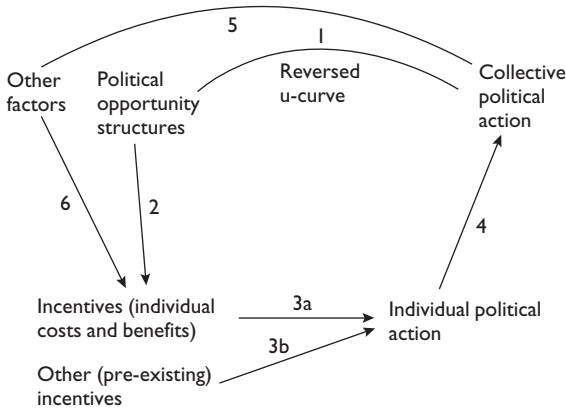 5
1
Other
factors
Political
opportunity
structures
Reversed
u-curve
Collective
political
action
6
2
4
Incentives (individual
costs and benefits)
3a
Individual political
action
3b
Other (pre-existing)
incentives